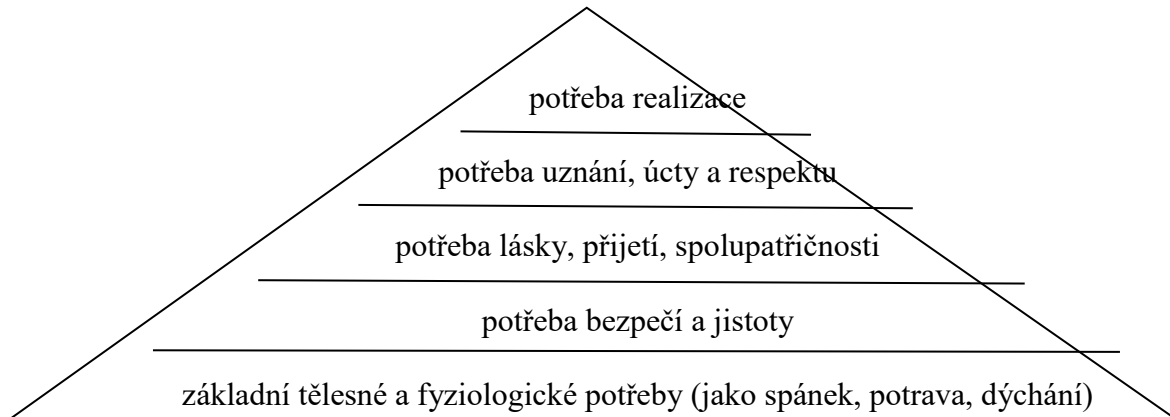 potřeba realizace
potřeba uznání, úcty a respektu
potřeba lásky, přijetí, spolupatřičnosti
potřeba bezpečí a jistoty
základní tělesné a fyziologické potřeby (jako spánek, potrava, dýchání)